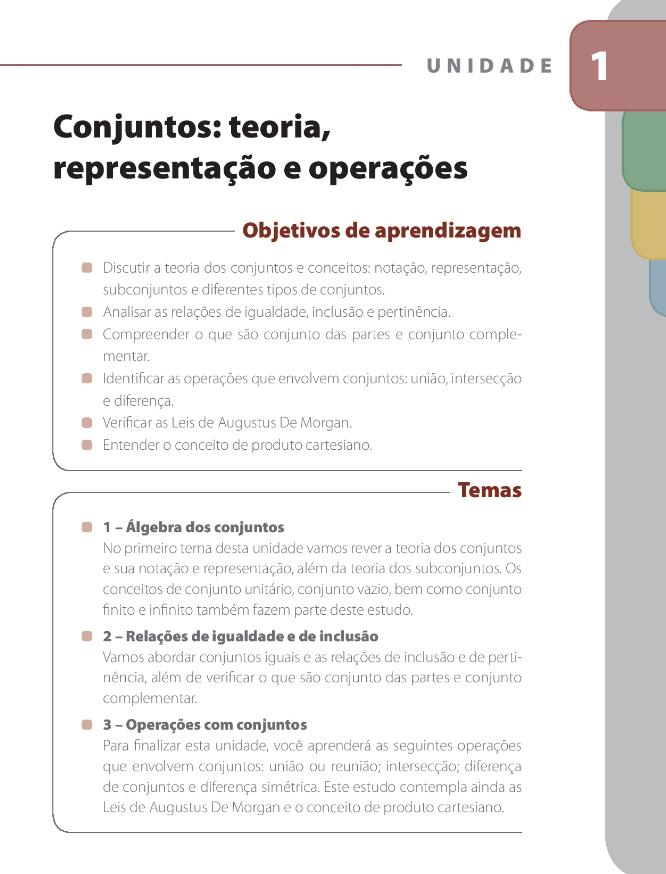 UNIDADE 1
Conjuntos: teoria,
representação e operações
Objetivos de aprendizagem
Discutir a teoria dos conjuntos e conceitos: notação, representação,
subconjuntos e diferentes tipos de conjuntos.
Analisar as relações de igualdade, inclusão e pertinência.
Compreender o que são conjunto das partes e conjunto comple-
mentar.
Identificar as operações que envolvem conjuntos: união, intersecção
e diferença.
Verificar as Leis de Augustus De Morgan.
Entender o conceito de produto cartesiano.
Temas
1 – Álgebra dos conjuntos
No primeiro tema desta unidade vamos rever a teoria dos conjuntos
e sua notação e representação, além da teoria dos subconjuntos. Os
conceitos de conjunto unitário, conjunto vazio, bem como conjunto
finito e infinito também fazem parte deste estudo.
2 – Relações de igualdade e de inclusão
Vamos abordar conjuntos iguais e as relações de inclusão e de perti-
nência, além de verificar o que são conjunto das partes e conjunto
complementar.
3 – Operações com conjuntos
Para finalizar esta unidade, você aprenderá as seguintes operações
que envolvem conjuntos: união ou reunião; intersecção; diferença
de conjuntos e diferença simétrica. Este estudo contempla ainda as
Leis de Augustus De Morgan e o conceito de produto cartesiano.